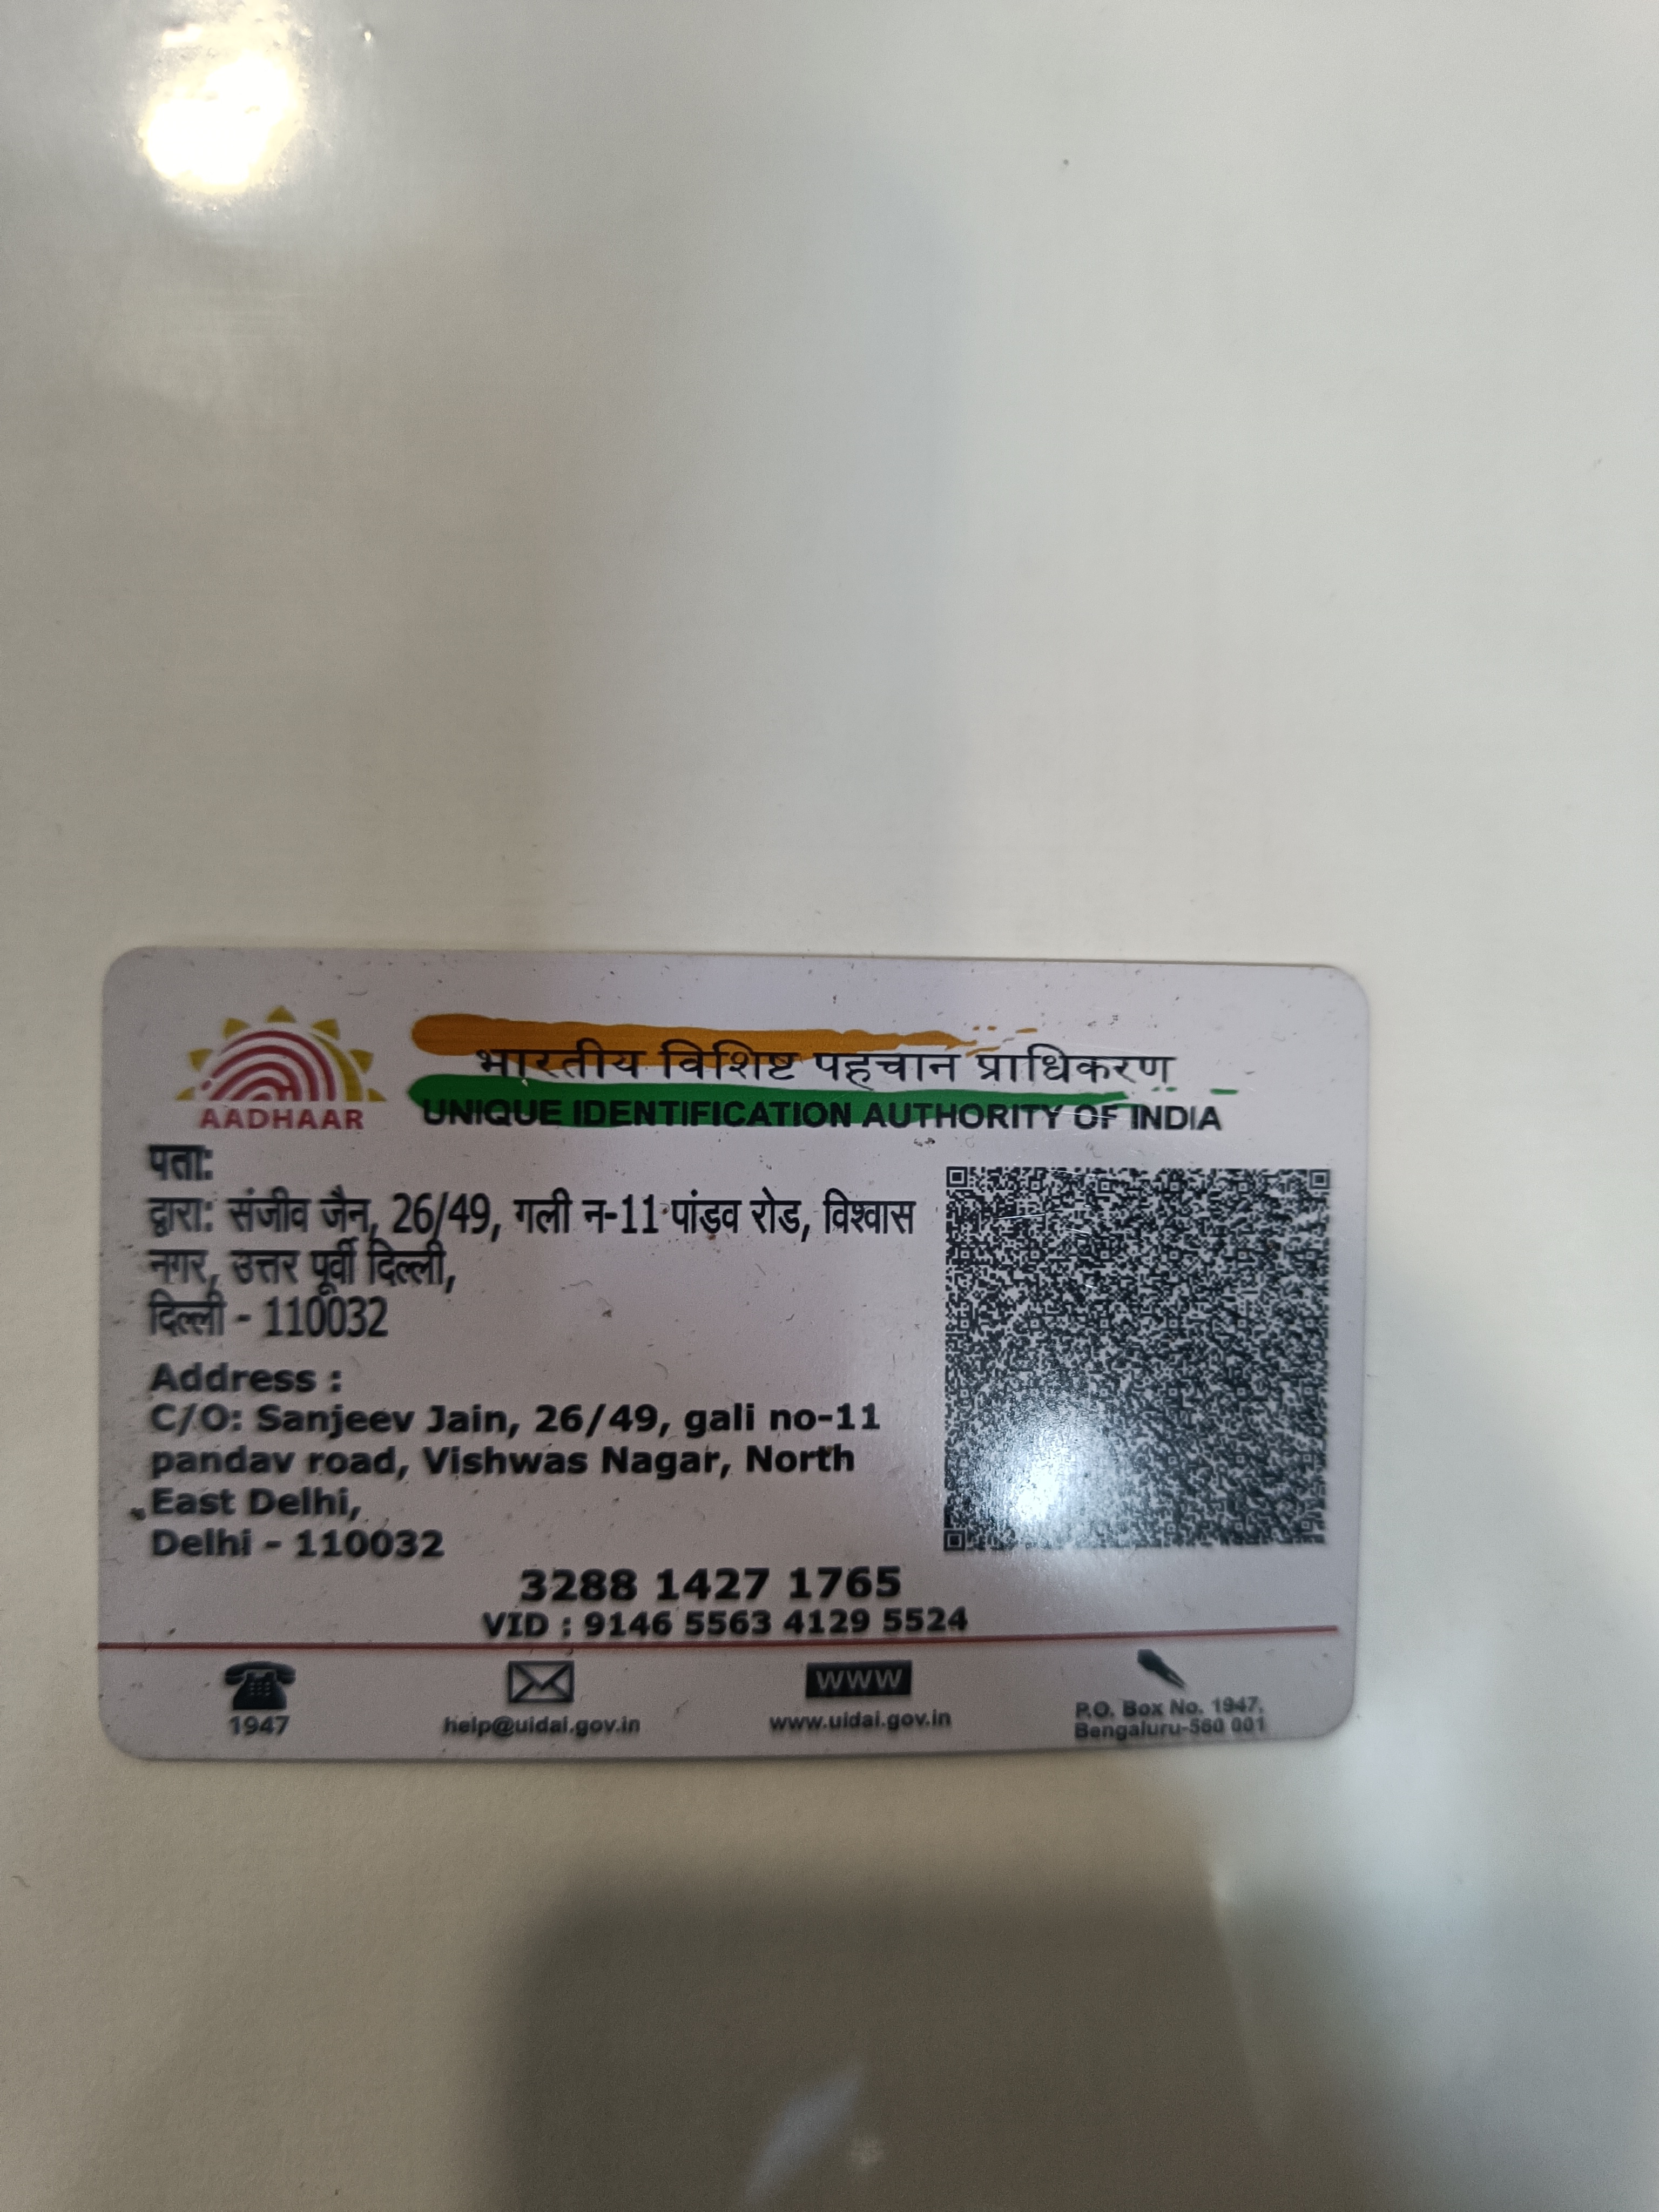 भारतीय विशिष्ट पहचान प्राधिकरण
AADHAAR
UNIQUE IDENTIFICATION AUTHORITY OF INDIA
पता:
द्वारा: संजीव जैन, 26/49, गली न-11 पांडव रोड, विश्वास
नगर, उत्तर पूर्वी दिल्ली,
दिल्ली - 110032
Address :
C/O: Sanjeev Jain, 26/49, gali no-11
pandav road, Vishwas Nagar, North
East Delhi,
Delhi - 110032
3288 1427 1765
VID : 9146 5563 4129 5524
WWW
1947
help@uidai.gov.in
www.uidai.gov.in
P.O. Box No. 1947,
Bengaluru-560 001